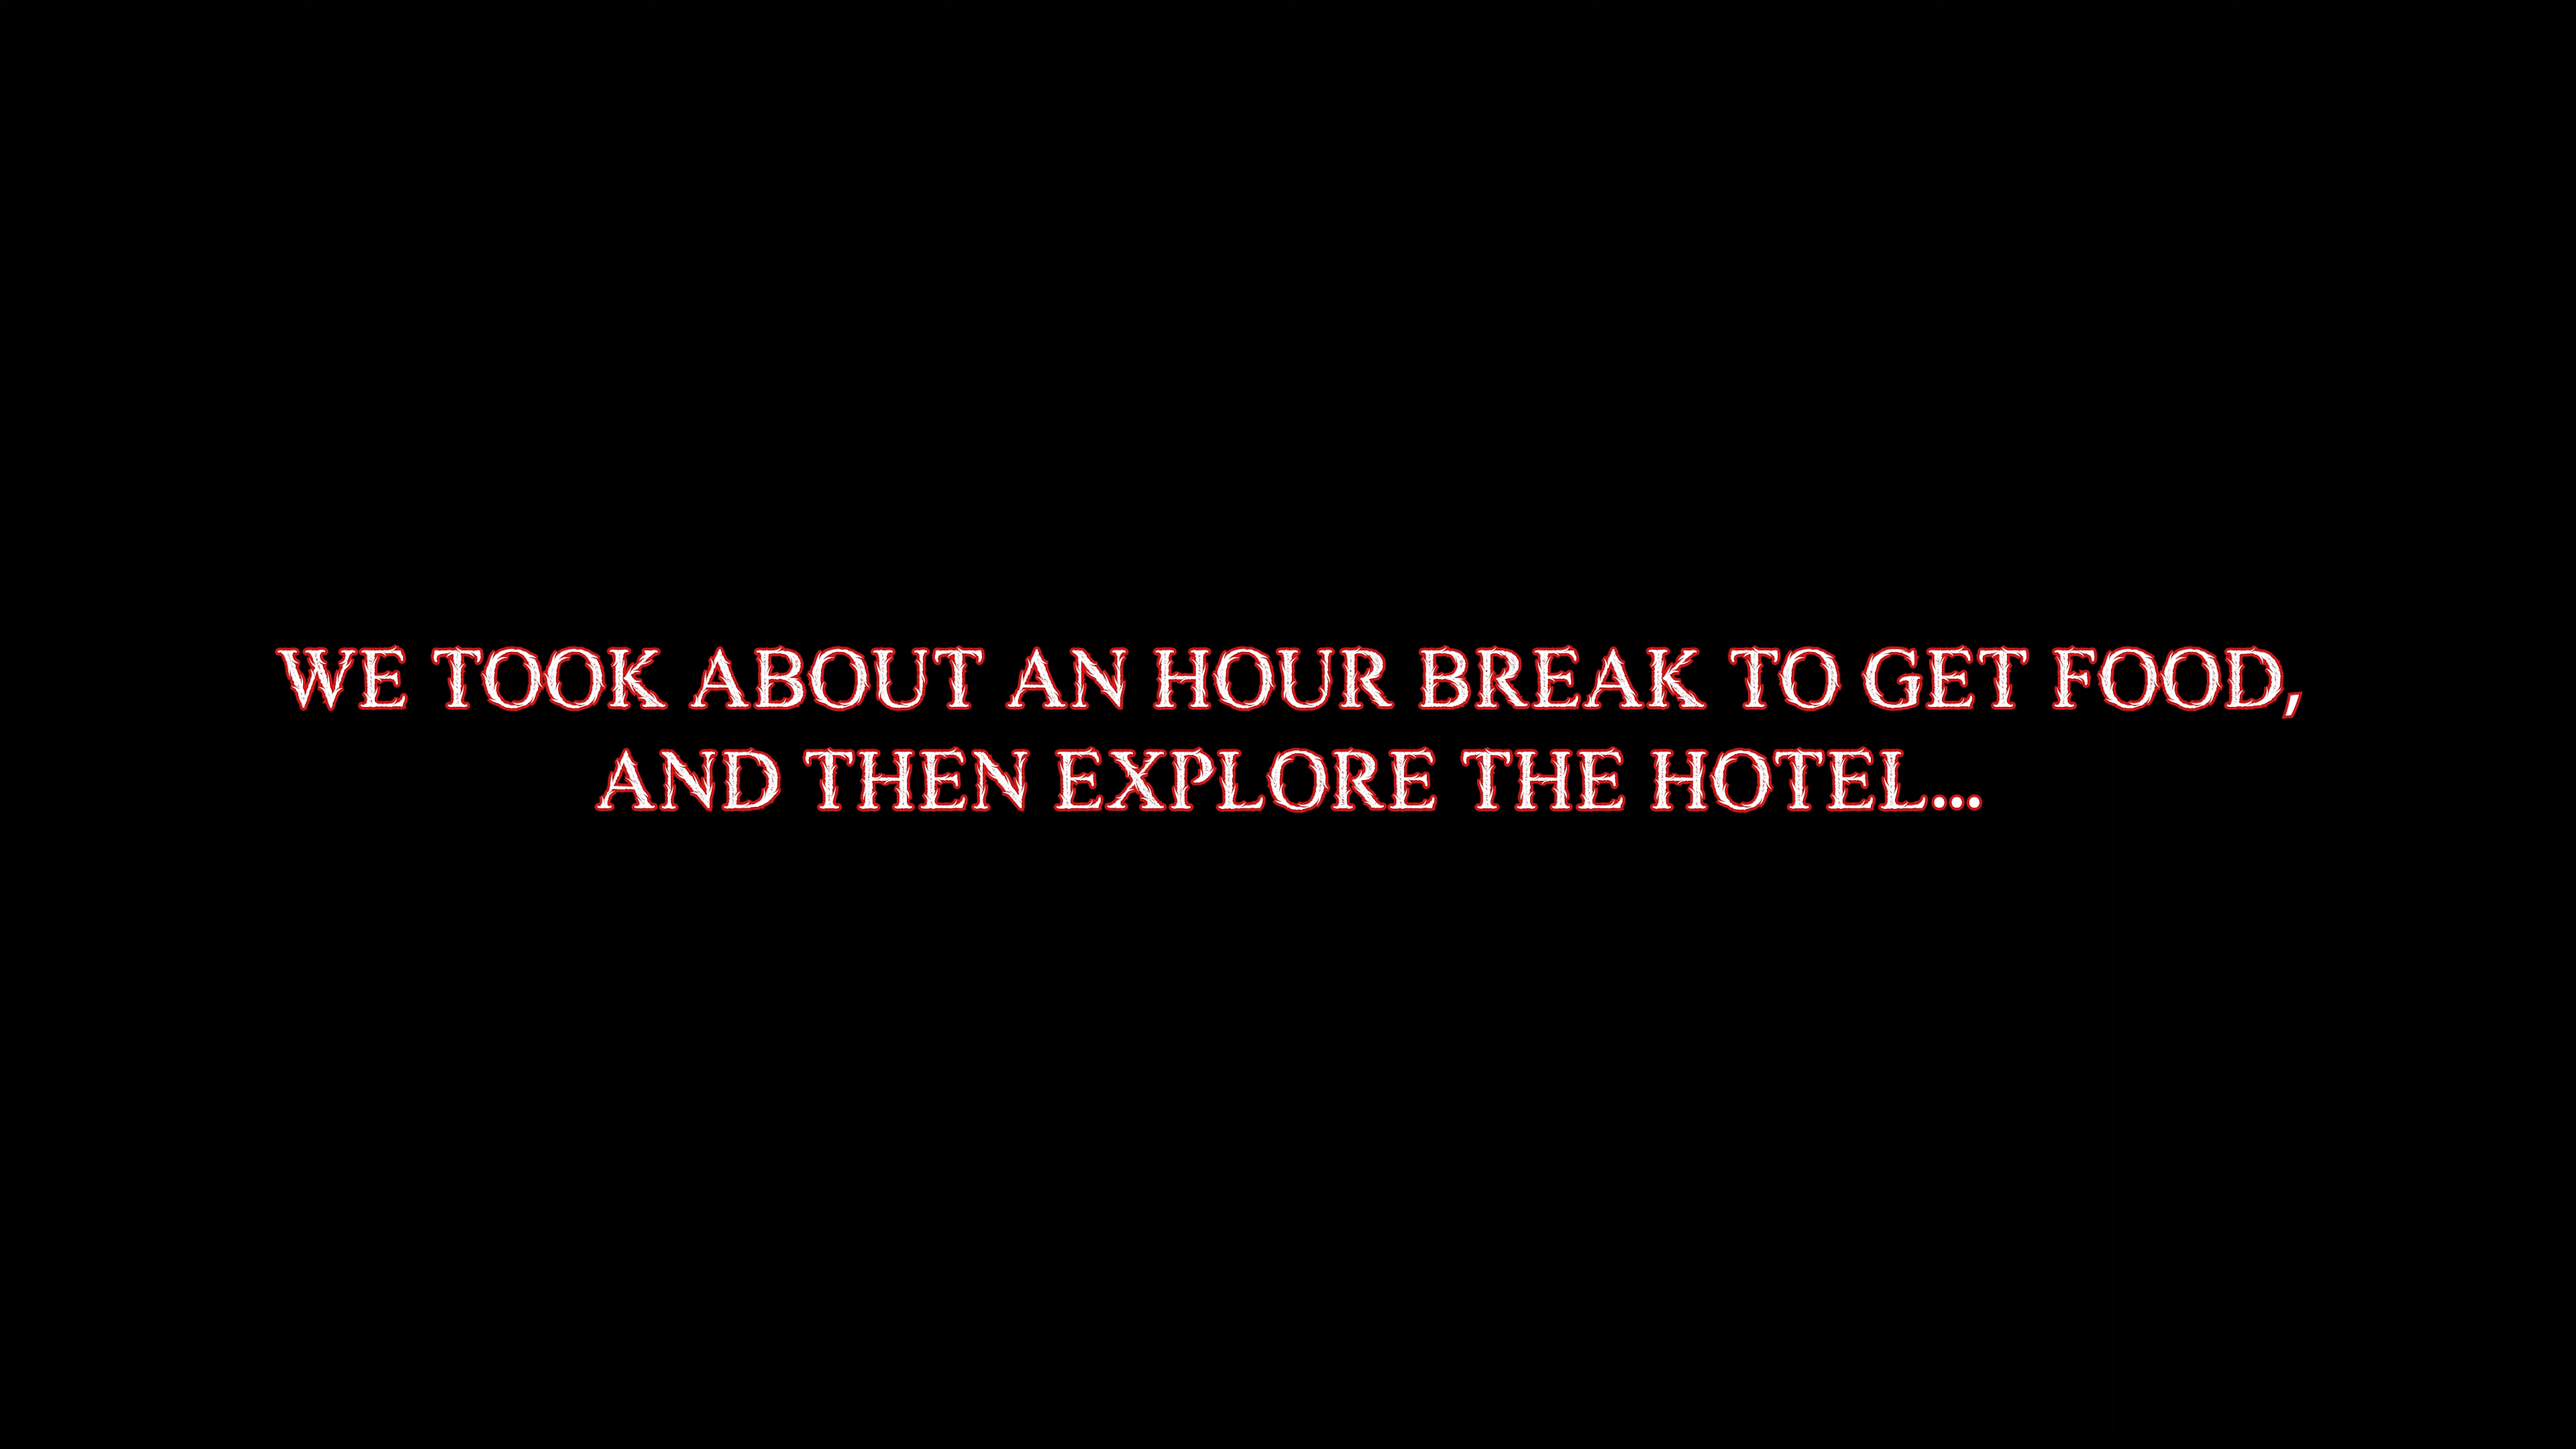 WE TOOK ABOUT AN HOUR BREAK TO GET FOOD,
AND THEN EXPLORE THE HOTEL...